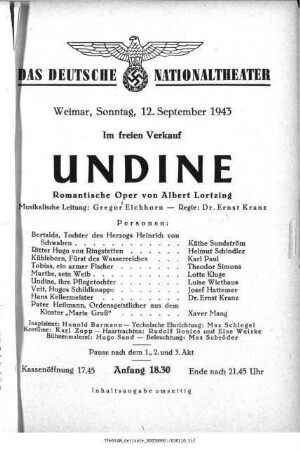 DAS DEUTSCHE NATIONALTHEATER
Weimar, Sonntag, 12. September 1943
Im freien Verkauf
UNDINE
Romantische Oper von Albert Lortzing
Musikalische Leitung: Gregor Eichhorn — Regie: Dr. Ernst Kranz
Personen:
Bertalda, Tochter des Herzogs Heinrich von
Schwaben . . . . . . . . . . . Käthe Sundström
Ritter Hugo von Ringstetten . . . . . . Helmut Schindler
Kühleborn, Fürst des Wasserreiches . . . . Karl Paul
Tobias, ein armer Fischer . . . . . . . Theodor Simons
Marthe, sein Weib . . . . . . . . . Lotte Kluge
Undine, ihre Pflegetochter . . . . . . . Luise Wierthaus
Veit, Hugos Schildknappe . . . . . . . Josef Hattemer
Hans Kellermeister . . . . . . . . . Dr. Ernst Kranz
Pater Heilmann, Ordensgeistlicher aus dem
Kloster „Maria Gruß" . . . . . . . Xaver Mang
Inspizient: Hunold Barmann — Technische Einrichtung: Max Schlegel
Kostüme: Karl Zopp — Haartrachten: Rudolf Ronies und Else Weiske
Bühnenmalerei: Hugo Sand — Beleuchtung: Max Schröder
Pause nach dem 1., 2. und 3. Akt
Kassenöffnung 17.45 Anfang 18.30 Ende nach 21.45 Uhr
Inhaltsangabe umseitig